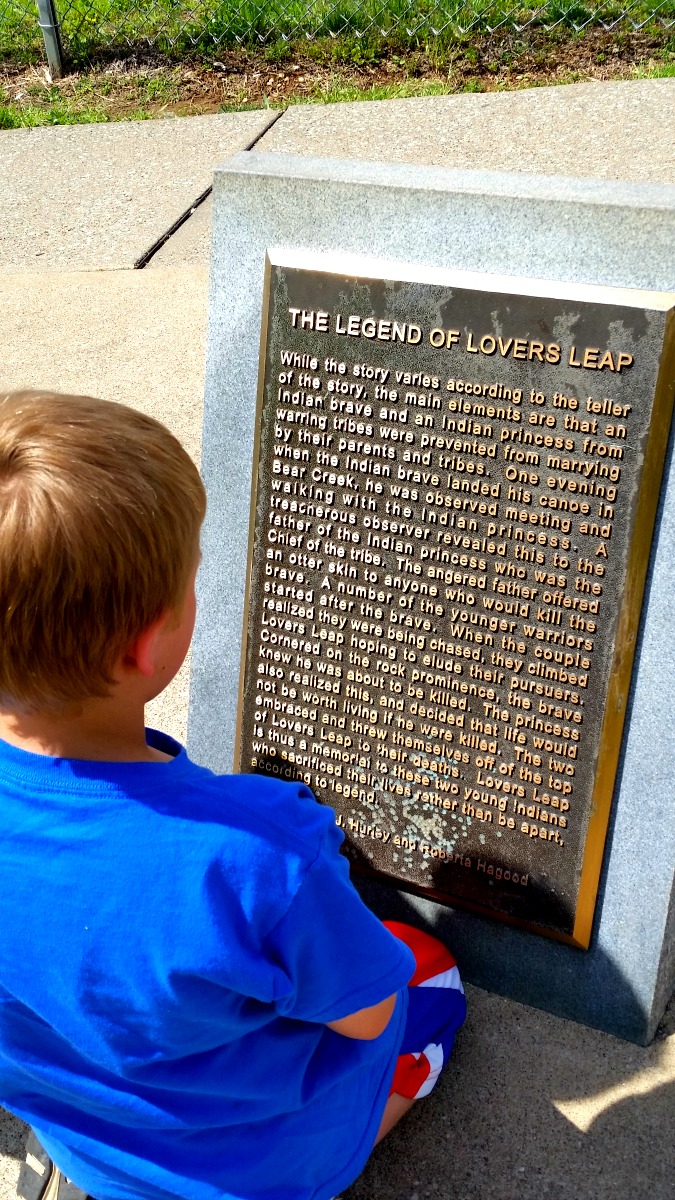 THE LEGEND OF LOVERS LEAP
While the story varies according to the teller
of the story, the main elements are that an
Indian brave and an Indian princess from
warring tribes were prevented from marrying
by their parents and tribes. One evening
when the Indian brave landed his canoe in
Bear Creek, he was observed meeting and
walking with the Indian princess. A
treacherous observer revealed this to the
father of the Indian princess who was the
Chief of the tribe. The angered father offered
an otter skin to anyone who would kill the
brave. A number of the younger warriors
started after the brave. When the couple
realized they were being chased, they climbed
Lovers Leap hoping to elude their pursuers.
Cornered on the rock prominence, the brave
knew he was about to be killed. The princess
also realized this, and decided that life would
not be worth living if he were killed. The two
embraced and threw themselves off of the top
of Lovers Leap to their deaths. Lovers Leap
is thus a memorial to these two young Indians
who sacrificed their lives rather then be apart,
according to legend.
J. Hurley and Roberta Hagood